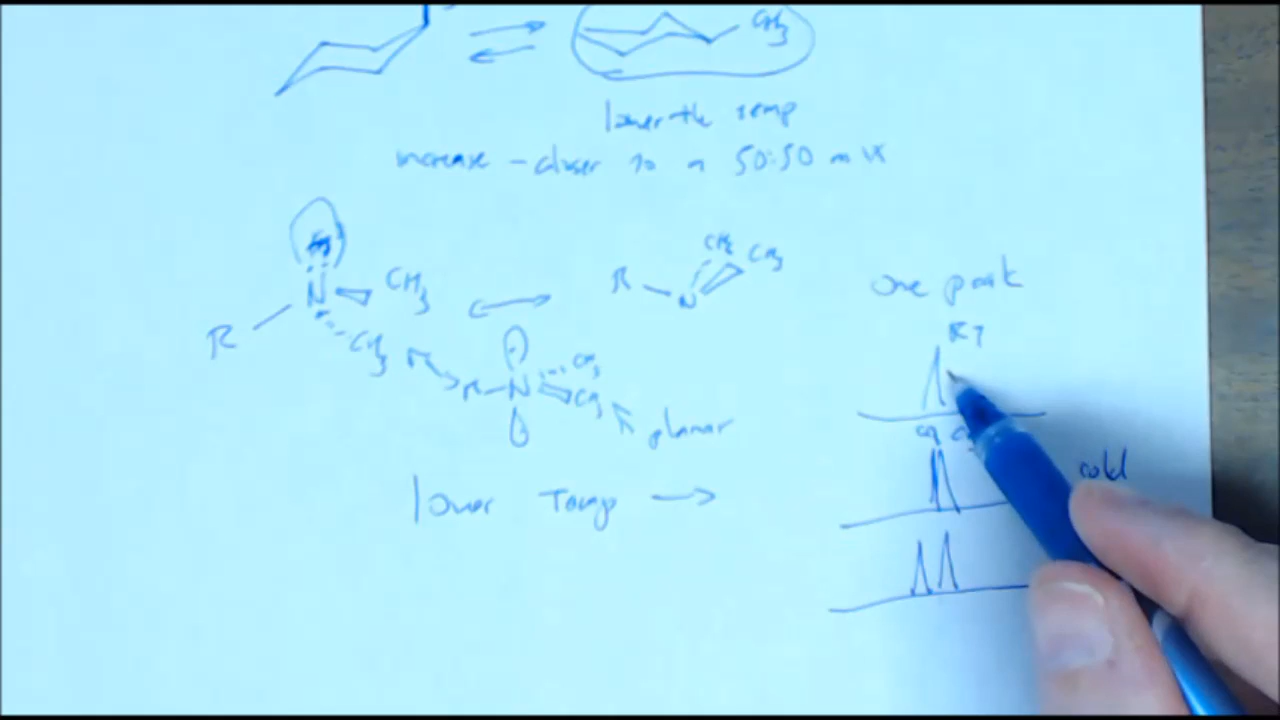 CH3
lower the temp
increase - closer to a 50:50 mix
N
CH3
R
CH3
R
N
CH3
CH3
R-N
CH3
CH3
planar
one peak
RT
CH3
cold
lower Temp